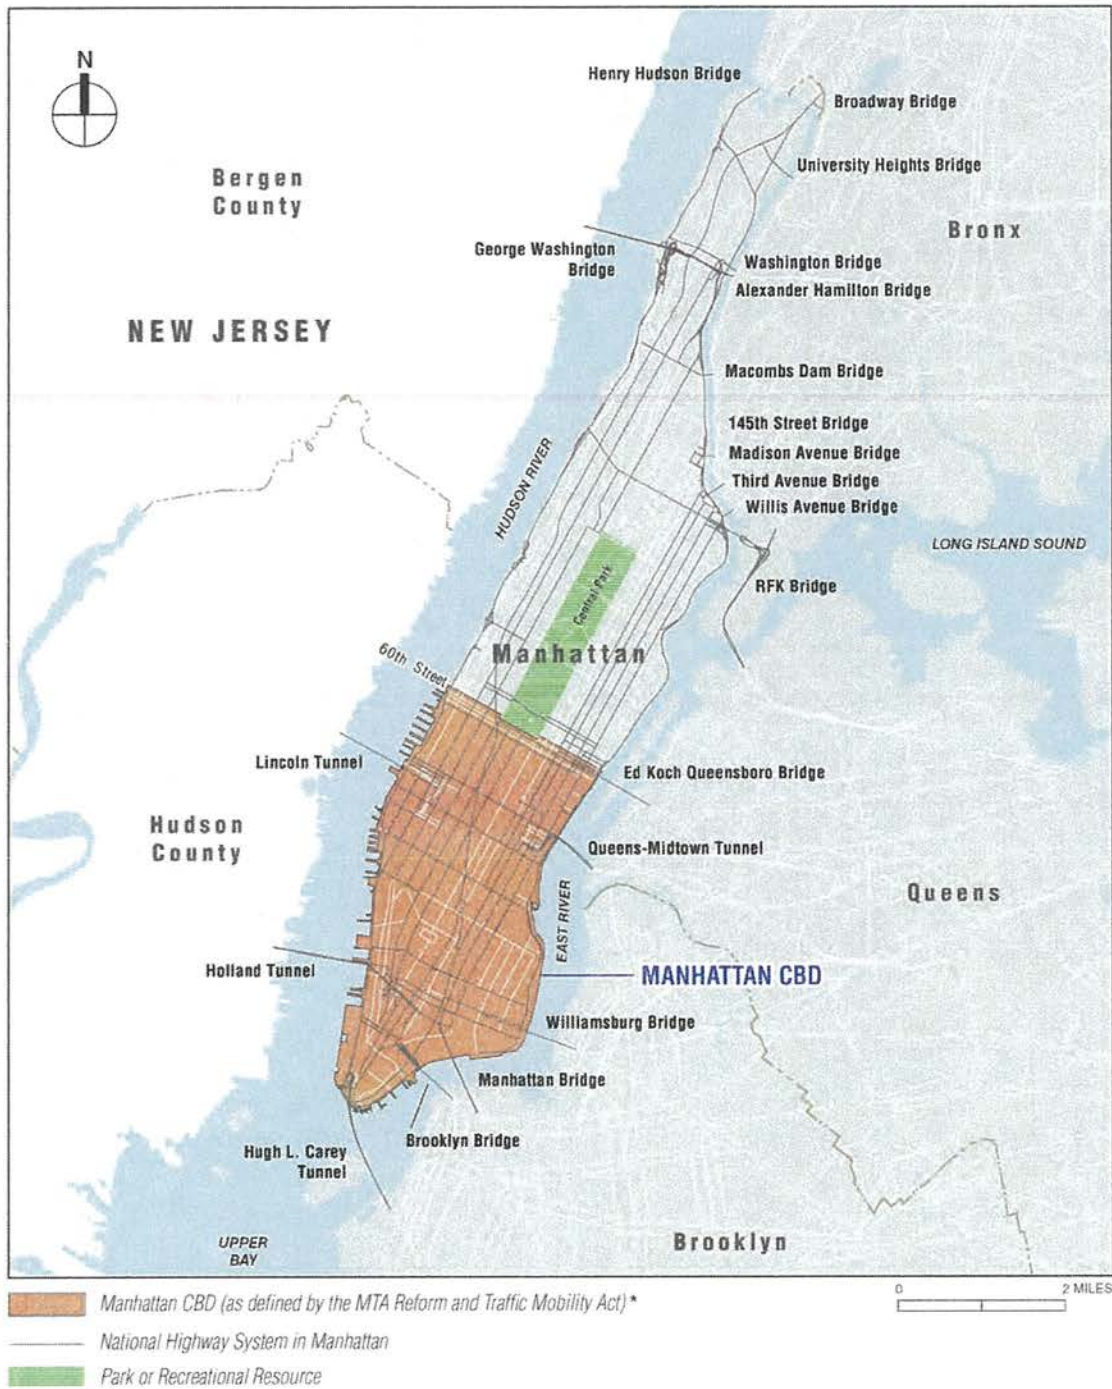 N
Henry Hudson Bridge
Broadway Bridge
University Heights Bridge
Bergen
County
Bronx
George Washington
Bridge
Washington Bridge
Alexander Hamilton Bridge
NEW JERSEY
Macombs Dam Bridge
145th Street Bridge
Madison Avenue Bridge
Third Avenue Bridge
Willis Avenue Bridge
HUDSON RIVER
LONG ISLAND SOUND
RFK Bridge
Central Park
Manhattan
60th Street
Lincoln Tunnel
Ed Koch Queensboro Bridge
Hudson
County
Queens-Midtown Tunnel
Queens
EAST RIVER
Holland Tunnel
MANHATTAN CBD
Williamsburg Bridge
Manhattan Bridge
Brooklyn Bridge
Hugh L. Carey
Tunnel
UPPER
BAY
Brooklyn
0 2 MILES
Manhattan CBD (as defined by the MTA Reform and Traffic Mobility Act) *
National Highway System in Manhattan
Park or Recreational Resource